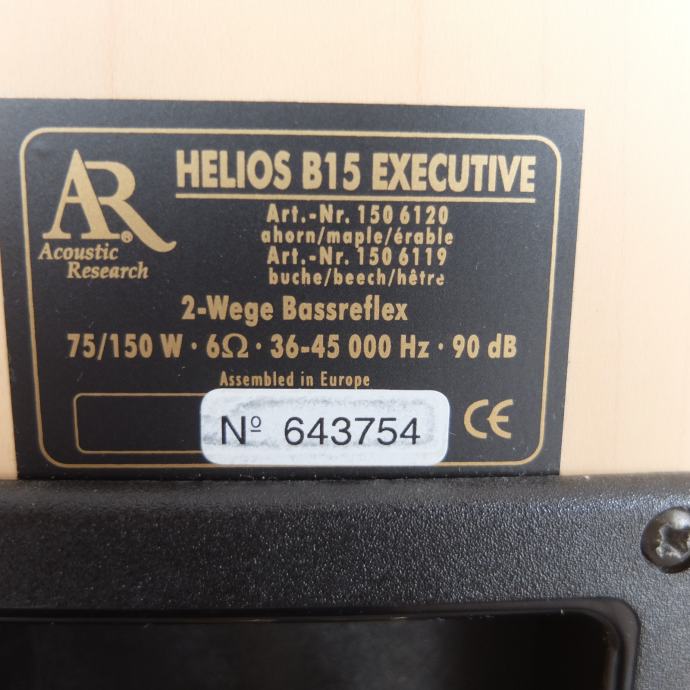 AR®
Acoustic
Research
HELIOS B15 EXECUTIVE
Art.-Nr. 150 6120
ahorn/maple/érable
Art.-Nr. 150 6119
buche/beech/hêtre
2-Wege Bassreflex
75/150 W · 6Ω · 36-45 000 Hz · 90 dB
Assembled in Europe
Nº 643754
CE